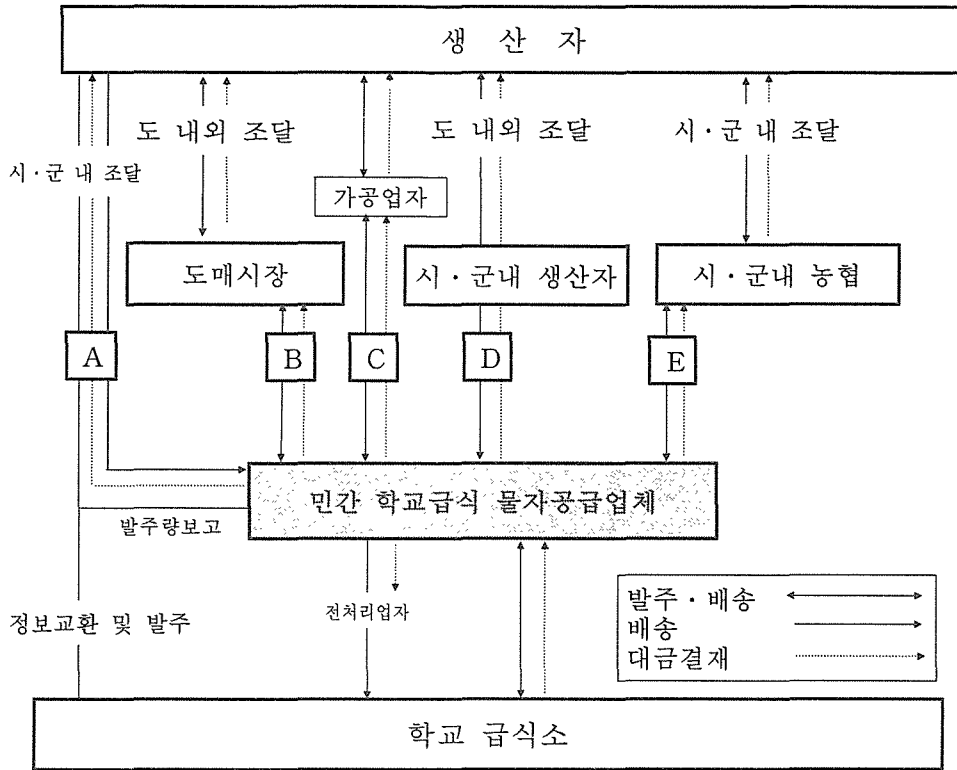 생 산 자
도 내외 조달
도 내외 조달
시·군 내 조달
시·군 내 조달
가공업자
도매시장
시·군내 생산자
시·군내 농협
A
B
C
D
E
민간 학교급식 물자공급업체
발주량보고
정보교환 및 발주
전처리업자
발주·배송
배송
대금결재
학교 급식소